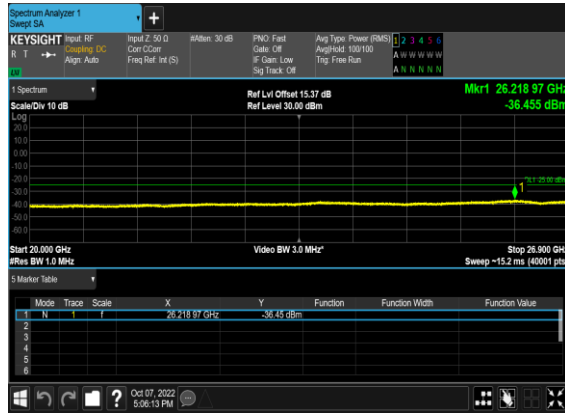 Spectrum Analyzer 1
Swept SA
+
KEYSIGHT Input: RF Input Z: 50 Ω #Atten: 30 dB PNO: Fast Avg Type: Power (RMS) 1 2 3 4 5 6
R T Coupling: DC Corr CCorr Gate: Off Avg|Hold: 100/100 A W W W W W
Align: Auto Freq Ref: Int (S) IF Gain: Low Trig: Free Run
Sig Track: Off A N N N N N
1 Spectrum Ref Lvl Offset 15.37 dB Mkr1 26.218 97 GHz
Scale/Div 10 dB Ref Level 30.00 dBm -36.455 dBm
Log
20.0
10.0
0.00
-10.0
-20.0 1 -25.00 dBm
-30.0
-40.0
-50.0
-60.0
Start 20.000 GHz Video BW 3.0 MHz* Stop 26.900 GHz
#Res BW 1.0 MHz Sweep ~15.2 ms (40001 pts)
5 Marker Table
Mode Trace Scale X Y Function Function Width Function Value
1 N 1 f 26.218 97 GHz -36.45 dBm
2
3
4
5
6
? Oct 07, 2022
5:06:13 PM